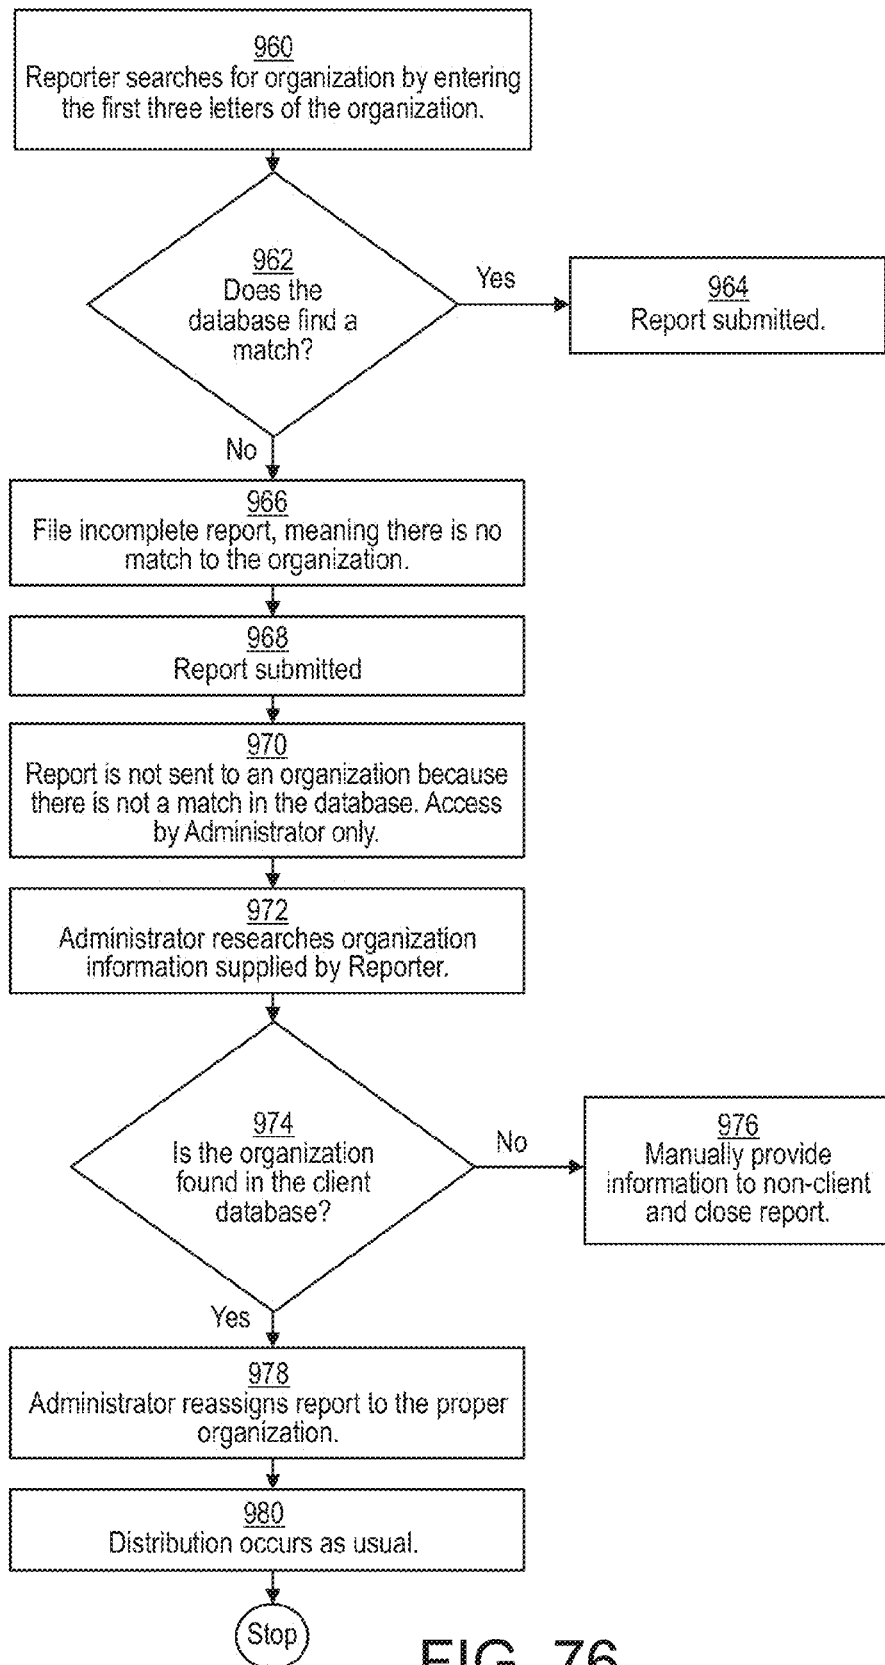 960
Reporter searches for organization by entering
the first three letters of the organization.
962
Does the
database find a
match?
Yes
964
Report submitted.
No
966
File incomplete report, meaning there is no
match to the organization.
968
Report submitted
970
Report is not sent to an organization because
there is not a match in the database. Access
by Administrator only.
972
Administrator researches organization
information supplied by Reporter.
974
Is the organization
found in the client
database?
No
976
Manually provide
information to non-client
and close report.
Yes
978
Administrator reassigns report to the proper
organization.
980
Distribution occurs as usual.
Stop
FIG. 76